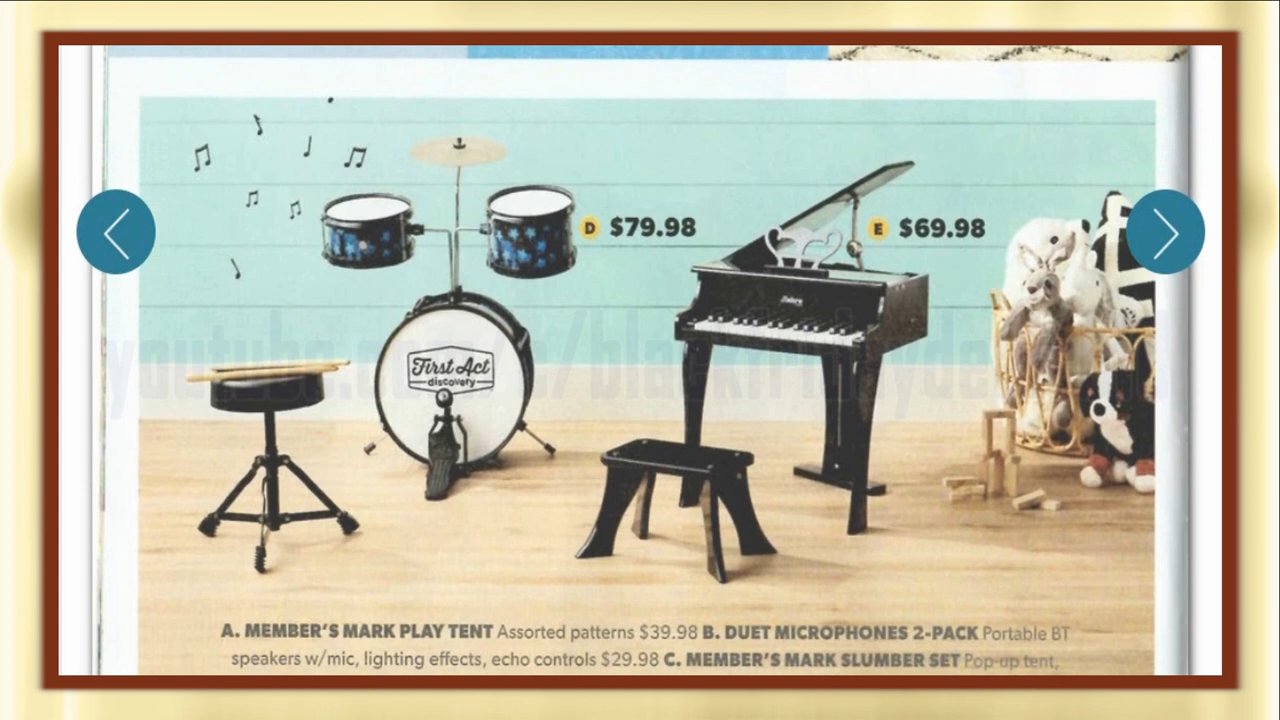 D $79.98
E $69.98
First Act
discovery
A. MEMBER'S MARK PLAY TENT Assorted patterns $39.98 B. DUET MICROPHONES 2-PACK Portable BT
speakers w/mic, lighting effects, echo controls $29.98 C. MEMBER'S MARK SLUMBER SET Pop-up tent,